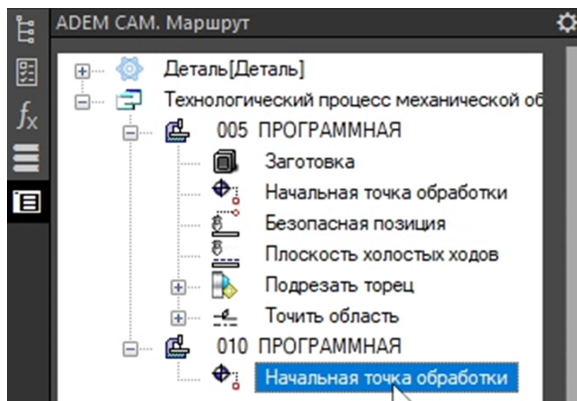 ADEM CAM. Маршрут
Деталь[Деталь]
Технологический процесс механической об
005 ПРОГРАММНАЯ
Заготовка
Начальная точка обработки
Безопасная позиция
Плоскость холостых ходов
Подрезать торец
Точить область
010 ПРОГРАММНАЯ
Начальная точка обработки
fx